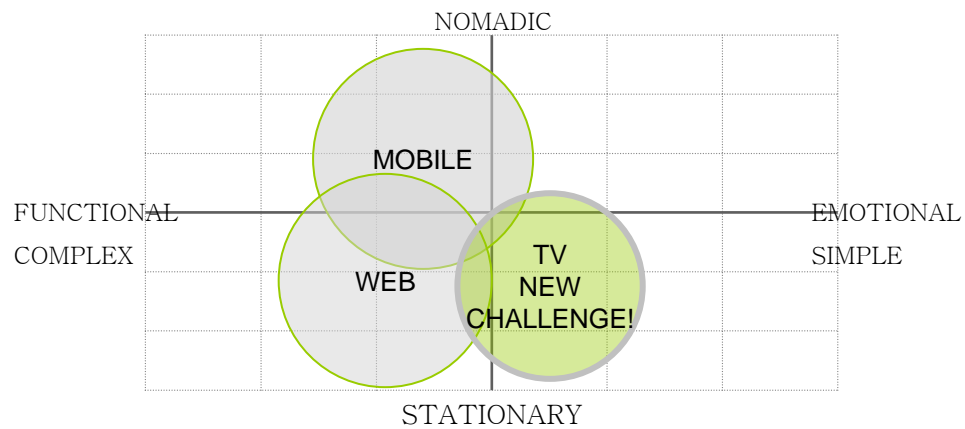 NOMADIC
MOBILE
FUNCTIONAL
COMPLEX
EMOTIONAL
SIMPLE
WEB
TV
NEW
CHALLENGE!
STATIONARY